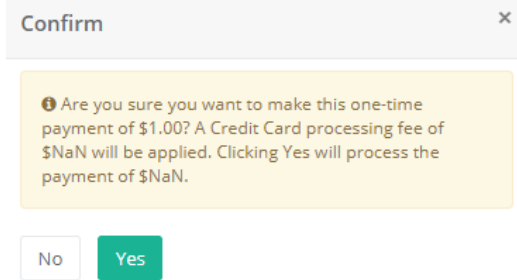 Confirm ×
Are you sure you want to make this one-time
payment of $1.00? A Credit Card processing fee of
$NaN will be applied. Clicking Yes will process the
payment of $NaN.
No Yes